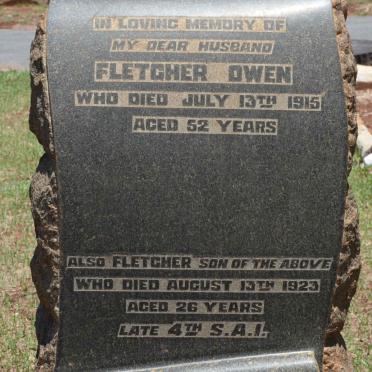 IN LOVING MEMORY OF
MY DEAR HUSBAND
FLETCHER OWEN
WHO DIED JULY 13TH 1915
AGED 52 YEARS
ALSO FLETCHER SON OF THE ABOVE
WHO DIED AUGUST 13TH 1923
AGED 26 YEARS
LATE 4TH S.A.I.